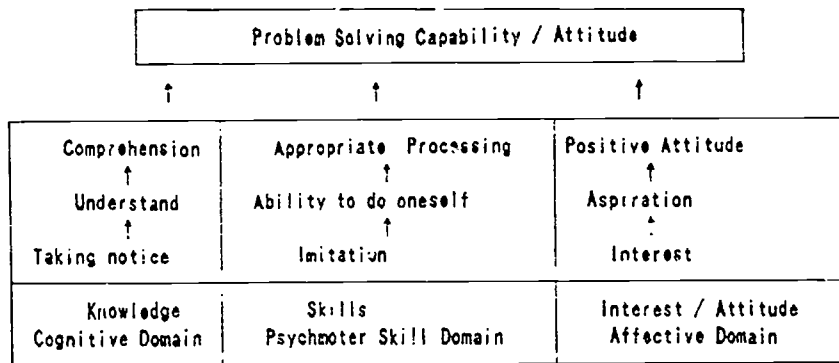 Problem Solving Capability / Attitude
↑ ↑ ↑
Comprehension Appropriate Processing Positive Attitude
↑ ↑ ↑
Understand Ability to do oneself Aspiration
↑ ↑ ↑
Taking notice Imitation Interest
Knowledge Skills Interest / Attitude
Cognitive Domain Psychmoter Skill Domain Affective Domain